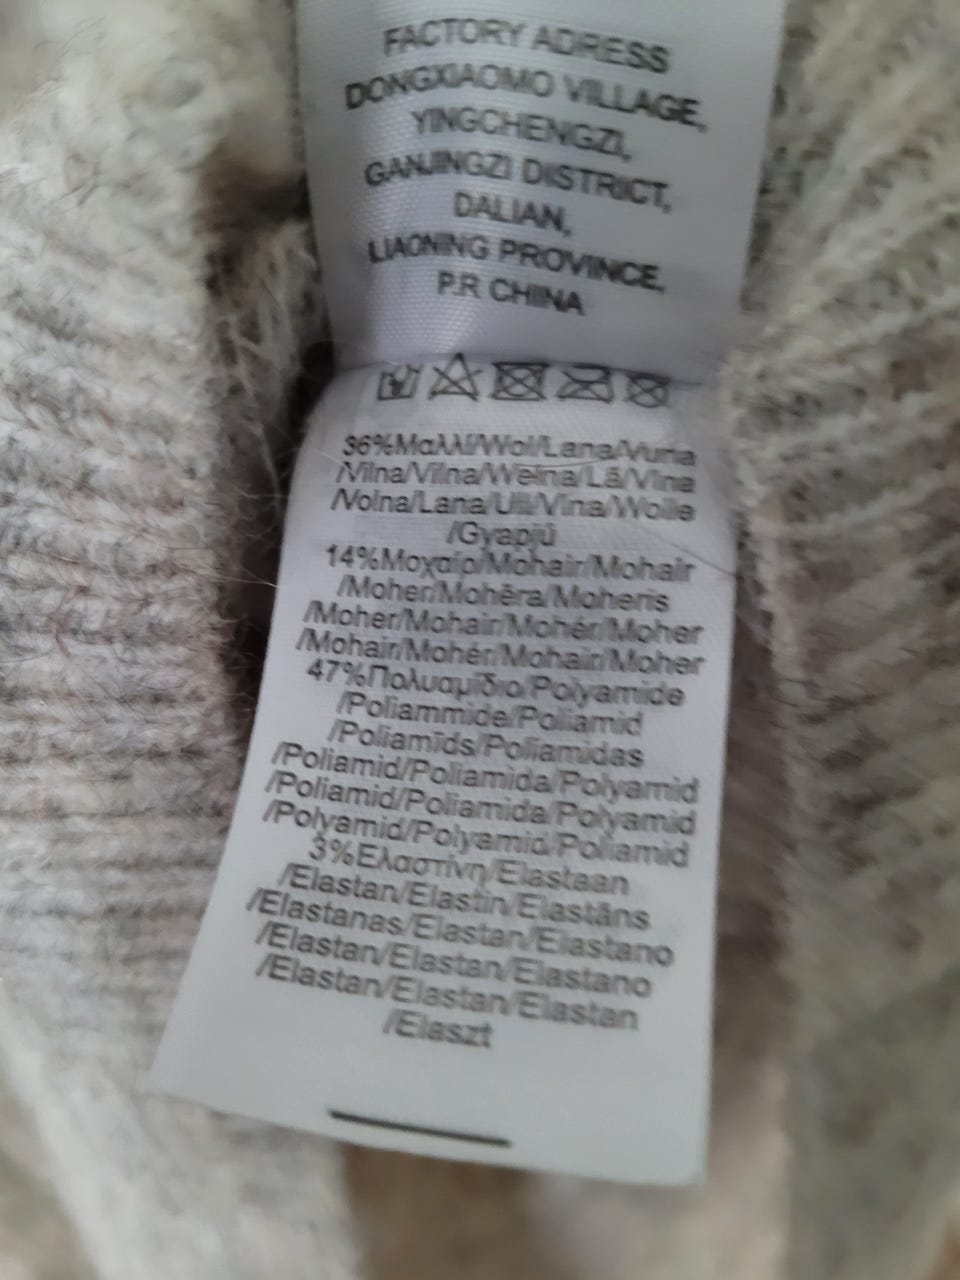 FACTORY ADRESS
DONGXIAOMO VILLAGE,
YINGCHENGZI,
GANJINGZI DISTRICT,
DALIAN,
LIAONING PROVINCE,
P.R CHINA
36%Μαλλί/Wol/Lana/Vuna
/Vilna/Vilna/Wełna/Lã/Vlna
/Volna/Lana/Ull/Vlna/Wolle
/Gyapjú
14%Μοχαίρ/Mohair/Mohair
/Moher/Mohēra/Moheris
/Moher/Mohair/Mohér/Moher
/Mohair/Mohér/Mohair/Moher
47%Πολυαμίδιο/Polyamide
/Poliammide/Poliamid
/Poliamīds/Poliamidas
/Poliamid/Poliamida/Polyamid
/Poliamid/Poliamida/Polyamid
/Polyamid/Polyamid/Poliamid
3%Ελαστίνη/Elastaan
/Elastan/Elastin/Elastāns
/Elastanas/Elastan/Elastano
/Elastan/Elastan/Elastano
/Elastan/Elastan/Elastan
/Elaszt